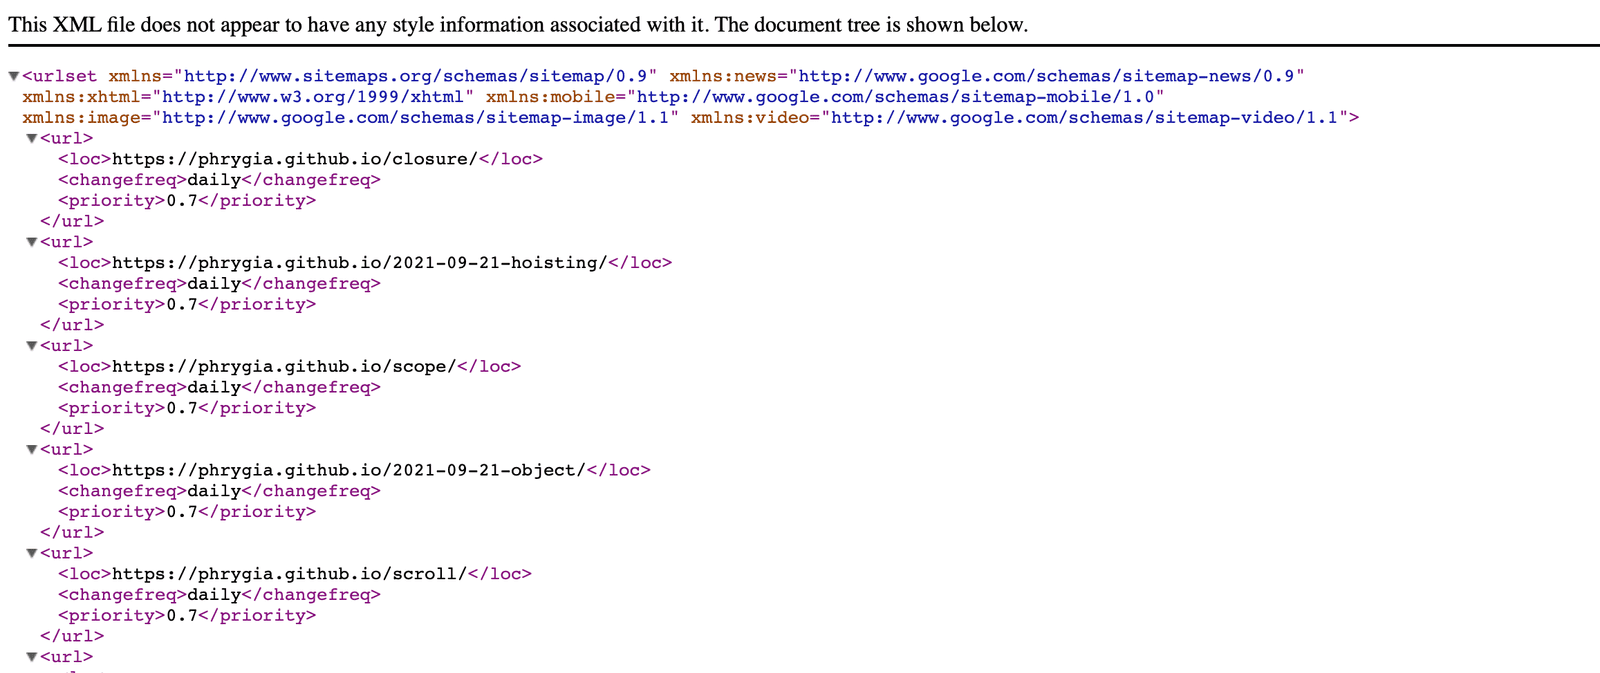 This XML file does not appear to have any style information associated with it. The document tree is shown below.
▼<urlset xmlns="http://www.sitemaps.org/schemas/sitemap/0.9" xmlns:news="http://www.google.com/schemas/sitemap-news/0.9"
xmlns:xhtml="http://www.w3.org/1999/xhtml" xmlns:mobile="http://www.google.com/schemas/sitemap-mobile/1.0"
xmlns:image="http://www.google.com/schemas/sitemap-image/1.1" xmlns:video="http://www.google.com/schemas/sitemap-video/1.1">
▼<url>
<loc>https://phrygia.github.io/closure/</loc>
<changefreq>daily</changefreq>
<priority>0.7</priority>
</url>
▼<url>
<loc>https://phrygia.github.io/2021-09-21-hoisting/</loc>
<changefreq>daily</changefreq>
<priority>0.7</priority>
</url>
▼<url>
<loc>https://phrygia.github.io/scope/</loc>
<changefreq>daily</changefreq>
<priority>0.7</priority>
</url>
▼<url>
<loc>https://phrygia.github.io/2021-09-21-object/</loc>
<changefreq>daily</changefreq>
<priority>0.7</priority>
</url>
▼<url>
<loc>https://phrygia.github.io/scroll/</loc>
<changefreq>daily</changefreq>
<priority>0.7</priority>
</url>
▼<url>